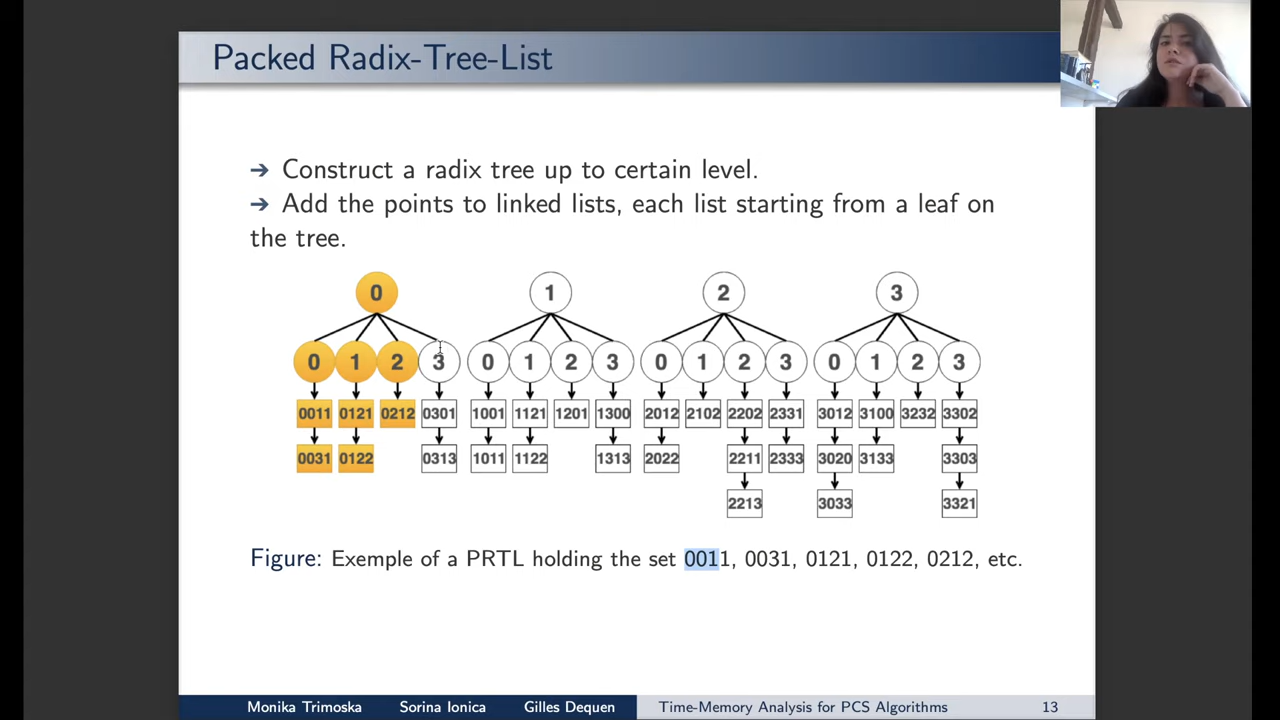 Packed Radix-Tree-List
➔ Construct a radix tree up to certain level.
➔ Add the points to linked lists, each list starting from a leaf on
the tree.
0 1 2 3
0 1 2 3 0 1 2 3 0 1 2 3 0 1 2 3
0011 0121 0212 0301 1001 1121 1201 1300 2012 2102 2202 2331 3012 3100 3232 3302
0031 0122 0313 1011 1122 1313 2022 2211 2333 3020 3133 3303
2213 3033 3321
Figure: Exemple of a PRTL holding the set 0011, 0031, 0121, 0122, 0212, etc.
Monika Trimoska Sorina Ionica Gilles Dequen Time-Memory Analysis for PCS Algorithms 13